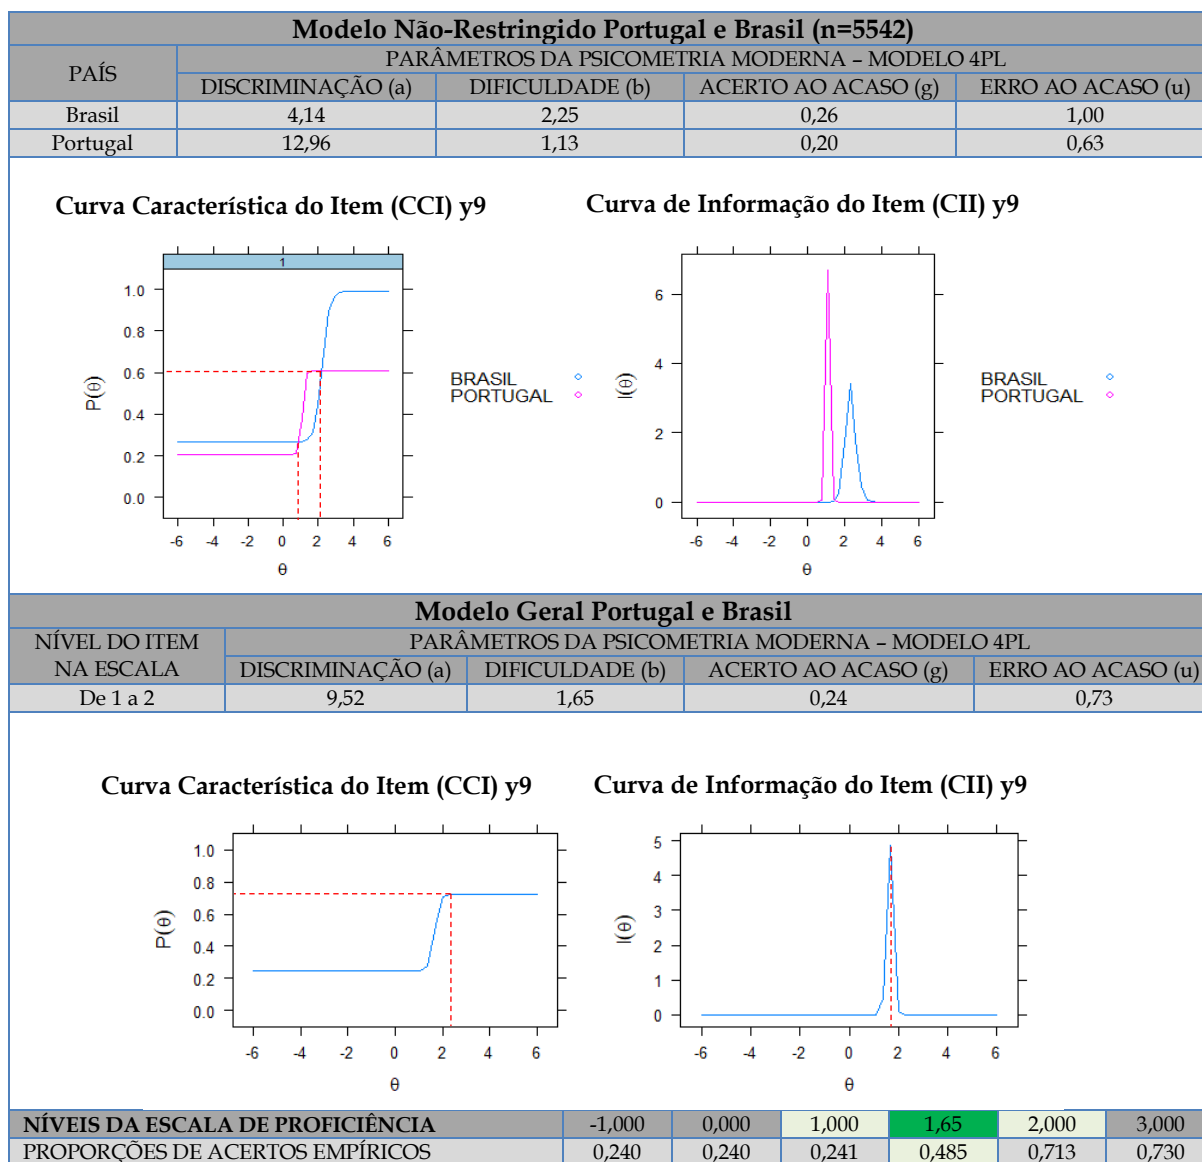 Modelo Não-Restringido Portugal e Brasil (n=5542)
PAÍS
PARÂMETROS DA PSICOMETRIA MODERNA – MODELO 4PL
DISCRIMINAÇÃO (a) DIFICULDADE (b) ACERTO AO ACASO (g) ERRO AO ACASO (u)
Brasil 4,14 2,25 0,26 1,00
Portugal 12,96 1,13 0,20 0,63
Curva Característica do Item (CCI) y9
1
1.0
0.8
0.6
0.4
0.2
0.0
P(θ)
-6 -4 -2 0 2 4 6
θ
BRASIL
PORTUGAL
Curva de Informação do Item (CII) y9
6
4
2
0
I(θ)
-6 -4 -2 0 2 4 6
θ
BRASIL
PORTUGAL
Modelo Geral Portugal e Brasil
NÍVEL DO ITEM
NA ESCALA
PARÂMETROS DA PSICOMETRIA MODERNA – MODELO 4PL
DISCRIMINAÇÃO (a) DIFICULDADE (b) ACERTO AO ACASO (g) ERRO AO ACASO (u)
De 1 a 2 9,52 1,65 0,24 0,73
Curva Característica do Item (CCI) y9
1.0
0.8
0.6
0.4
0.2
0.0
P(θ)
-6 -4 -2 0 2 4 6
θ
Curva de Informação do Item (CII) y9
5
4
3
2
1
0
I(θ)
-6 -4 -2 0 2 4 6
θ
NÍVEIS DA ESCALA DE PROFICIÊNCIA -1,000 0,000 1,000 1,65 2,000 3,000
PROPORÇÕES DE ACERTOS EMPÍRICOS 0,240 0,240 0,241 0,485 0,713 0,730